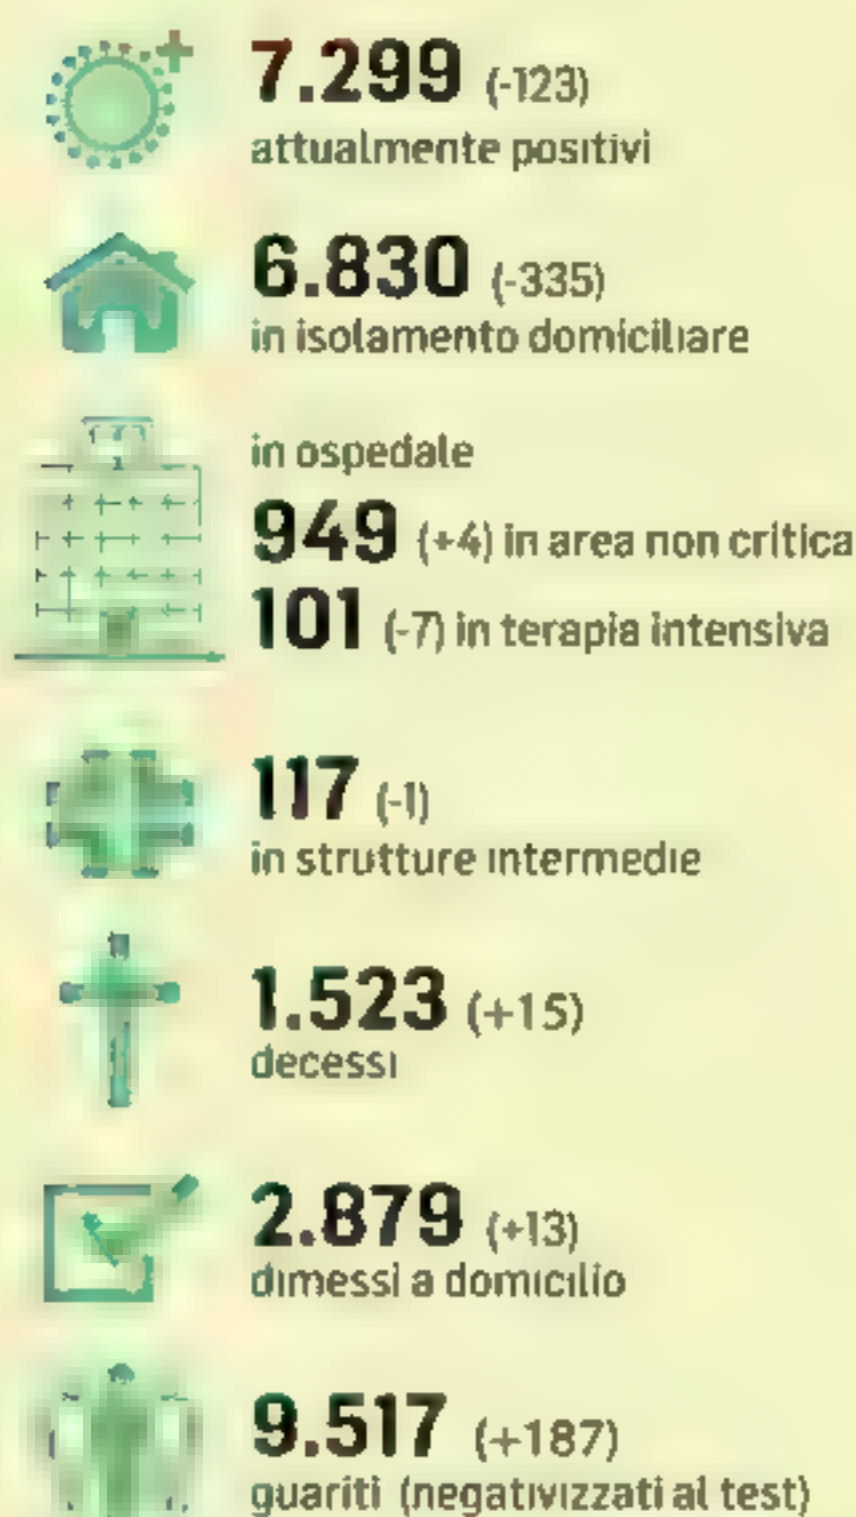 7.299 (-123)
attualmente positivi
6.830 (-335)
in isolamento domiciliare
in ospedale
949 (+4) in area non critica
101 (-7) in terapia intensiva
117 (-1)
in strutture intermedie
1.523 (+15)
decessi
2.879 (+13)
dimessi a domicilio
9.517 (+187)
guariti (negativizzati al test)